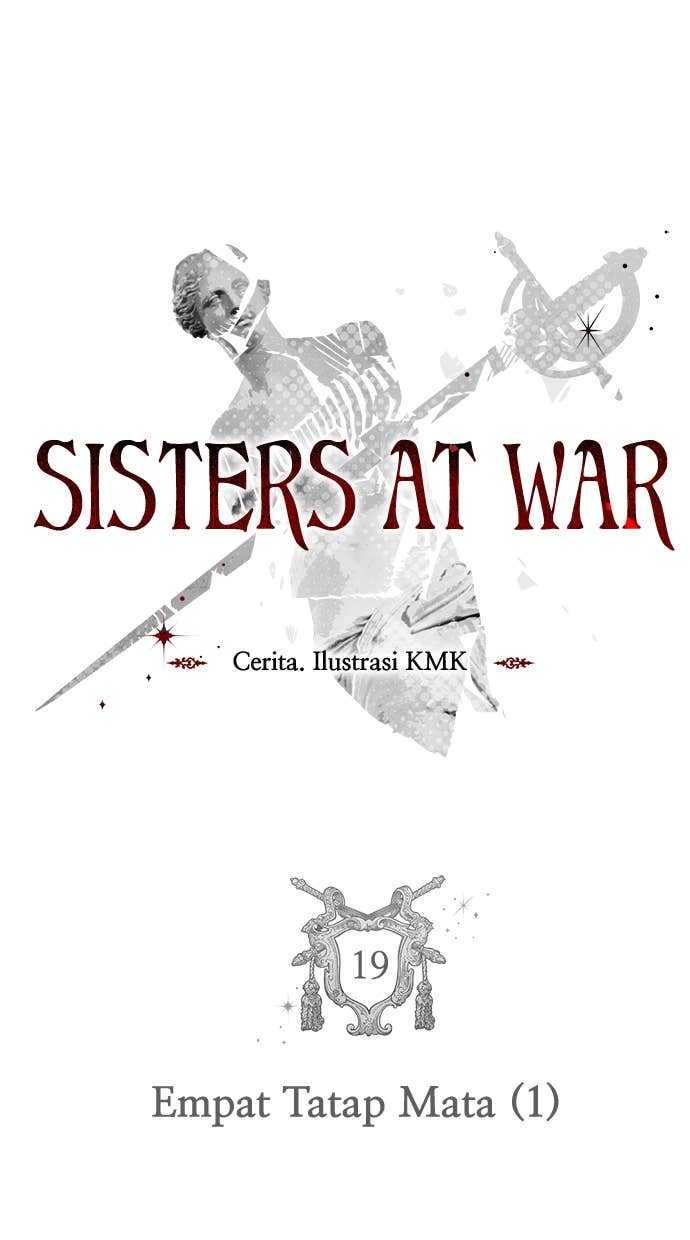 SISTERS AT WAR
Cerita. Ilustrasi KMK
19
Empat Tatap Mata (1)